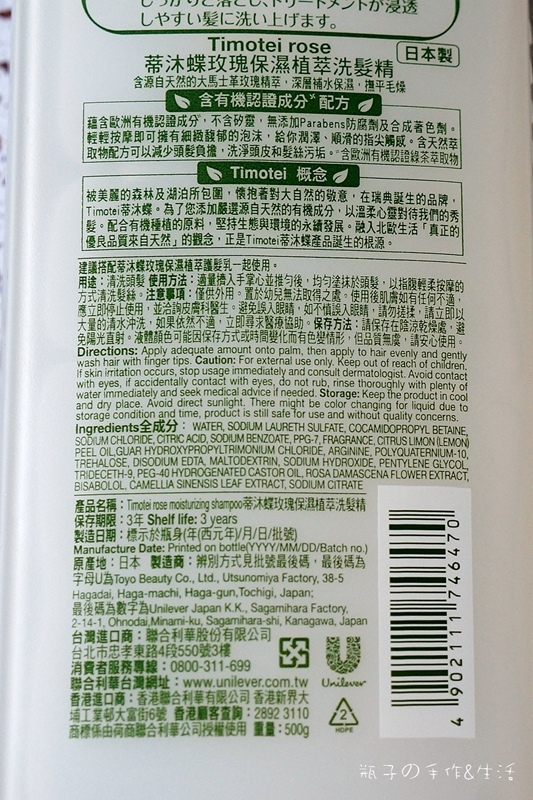 しっかりと落とし、トリートメントが浸透
しやすい髪に洗い上げます。
Timotei rose
日本製
蒂沐蝶玫瑰保濕植萃洗髮精
含源自天然的大馬士革玫瑰精萃，深層補水保濕，撫平毛燥
含有機認證成分※配方
蘊含歐洲有機認證成分※，不含矽靈，無添加Parabens防腐劑及合成著色劑。
輕輕按摩即可擁有細緻馥郁的泡沫，給你潤澤、順滑的指尖觸感。含天然萃
取物配方可以減少頭髮負擔，洗淨頭皮和髮絲污垢。※含歐洲有機認證綠茶萃取物
Timotei 概念
被美麗的森林及湖泊所包圍，懷抱著對大自然的敬意，在瑞典誕生的品牌，
Timotei蒂沐蝶。為了您添加嚴選源自天然的有機成分，以溫柔心靈對待我們的秀
髮。配合有機種植的原料，堅持生態與環境的永續發展。融入北歐生活「真正的
優良品質來自天然」的觀念，正是Timotei蒂沐蝶產品誕生的根源。
建議搭配蒂沐蝶玫瑰保濕植萃護髮乳一起使用。
用途：清洗頭髮 使用方法：適量擠入手掌心並推勻後，均勻塗抹於頭髮，以指腹輕柔按摩的
方式清洗髮絲。注意事項：僅供外用。置於幼兒無法取得之處。使用後肌膚如有任何不適，
應立即停止使用，並洽詢皮膚科醫生。避免誤入眼睛，如不慎誤入眼睛，請勿搓揉，請立即以
大量的清水沖洗，如果依然不適，立即尋求醫療協助。保存方法：請保存在陰涼乾燥處，避
免陽光直射。液體顏色可能因保存方式或時間變化而有色變情形，但品質無虞，請安心使用。
Directions: Apply adequate amount onto palm, then apply to hair evenly and gently
wash hair with finger tips. Caution: For external use only. Keep out of reach of children.
If skin irritation occurs, stop usage immediately and consult dermatologist. Avoid contact
with eyes, if accidentally contact with eyes, do not rub, rinse thoroughly with plenty of
water immediately and seek medical advice if needed. Storage: Keep the product in cool
and dry place. Avoid direct sunlight. There might be color changing for liquid due to
storage condition and time, product is still safe for use and without quality concerns.
Ingredients全成分： WATER, SODIUM LAURETH SULFATE, COCAMIDOPROPYL BETAINE,
SODIUM CHLORIDE, CITRIC ACID, SODIUM BENZOATE, PPG-7, FRAGRANCE, CITRUS LIMON (LEMON)
PEEL OIL,GUAR HYDROXYPROPYLTRIMONIUM CHLORIDE, ARGININE, POLYQUATERNIUM-10,
TREHALOSE, DISODIUM EDTA, MALTODEXTRIN, SODIUM HYDROXIDE, PENTYLENE GLYCOL,
TRIDECETH-9, PEG-40 HYDROGENATED CASTOR OIL, ROSA DAMASCENA FLOWER EXTRACT,
BISABOLOL, CAMELLIA SINENSIS LEAF EXTRACT, SODIUM CITRATE
產品名稱：Timotei rose moisturizing shampoo蒂沐蝶玫瑰保濕植萃洗髮精
保存期限：3年 Shelf life: 3 years
製造日期：標示於瓶身(年(西元年)/月/日/批號)
Manufacture Date: Printed on bottle(YYYY/MM/DD/Batch no.)
原產地：日本 製造商：辨別方式見批號最後碼，最後碼為
字母U為Toyo Beauty Co., Ltd., Utsunomiya Factory, 38-5
Hagadai, Haga-machi, Haga-gun,Tochigi, Japan;
最後碼為數字為Unilever Japan K.K., Sagamihara Factory,
2-14-1, Ohnodai,Minami-ku, Sagamihara-shi, Kanagawa, Japan
台灣進口商：聯合利華股份有限公司
台北市忠孝東路4段550號3樓
消費者服務專線：0800-311-699
聯合利華台灣網址：www.unilever.com.tw
香港進口商：香港聯合利華有限公司 香港新界大
埔工業邨大富街6號 香港顧客查詢：2892 3110
商標係由荷商聯合利華公司授權使用 重量：500g
Unilever
2
HDPE
4 902111 746470
瓶子の手作&生活